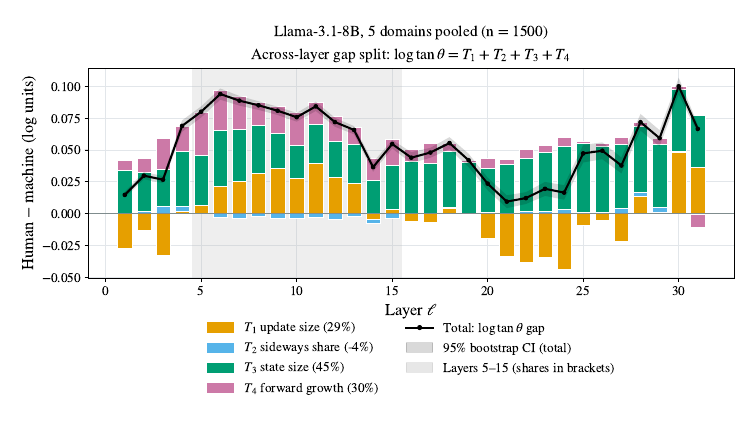 Llama-3.1-8B, 5 domains pooled (n = 1500)
Across-layer gap split: log tan θ = T₁ + T₂ + T₃ + T₄
Human − machine (log units)
0.100
0.075
0.050
0.025
0.000
−0.025
−0.050
0 5 10 15 20 25 30
Layer ℓ
T₁ update size (29%)
T₂ sideways share (-4%)
T₃ state size (45%)
T₄ forward growth (30%)
Total: log tan θ gap
95% bootstrap CI (total)
Layers 5–15 (shares in brackets)